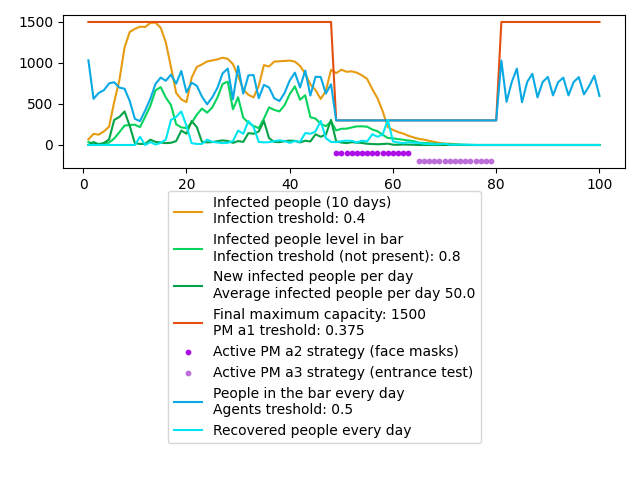 1500
1000
500
0
0 20 40 60 80 100
Infected people (10 days)
Infection treshold: 0.4
Infected people level in bar
Infection treshold (not present): 0.8
New infected people per day
Average infected people per day 50.0
Final maximum capacity: 1500
PM a1 treshold: 0.375
Active PM a2 strategy (face masks)
Active PM a3 strategy (entrance test)
People in the bar every day
Agents treshold: 0.5
Recovered people every day